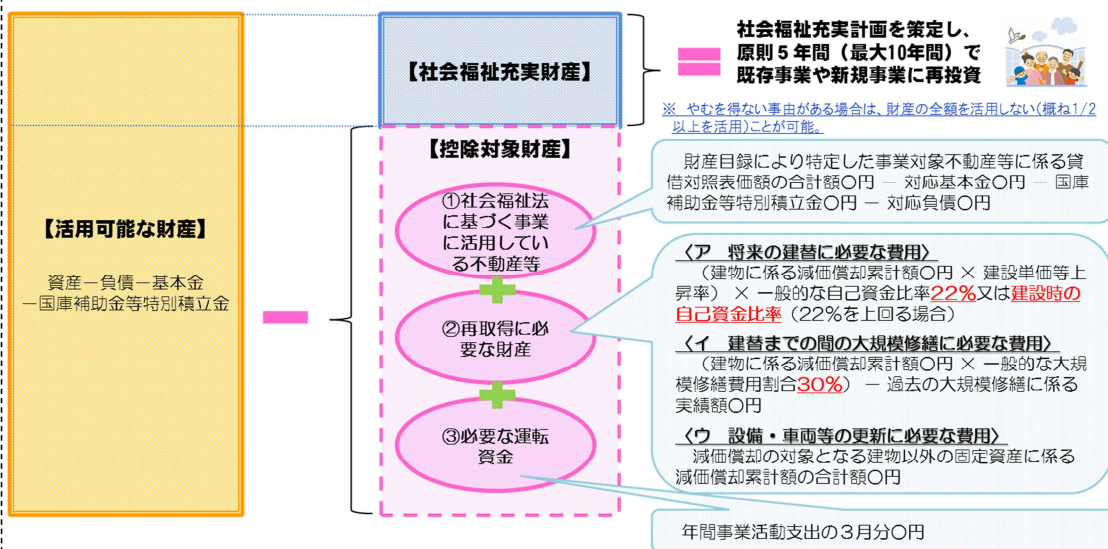 【社会福祉充実財産】
社会福祉充実計画を策定し、
原則５年間（最大10年間）で
既存事業や新規事業に再投資
※　やむを得ない事由がある場合は、財産の全額を活用しない（概ね1/2
以上を活用）ことが可能。
【活用可能な財産】
資産－負債－基本金
－国庫補助金等特別積立金
【控除対象財産】
①社会福祉法
に基づく事業
に活用してい
る不動産等
②再取得に必
要な財産
③必要な運転
資金
財産目録により特定した事業対象不動産等に係る貸
借対照表価額の合計額〇円 － 対応基本金〇円 － 国庫
補助金等特別積立金〇円 － 対応負債〇円
〈ア　将来の建替に必要な費用〉
（建物に係る減価償却累計額〇円 × 建設単価等上
昇率） × 一般的な自己資金比率22%又は建設時の
自己資金比率（22%を上回る場合）
〈イ　建替までの間の大規模修繕に必要な費用〉
（建物に係る減価償却累計額〇円 × 一般的な大規
模修繕費用割合30%） － 過去の大規模修繕に係る
実績額〇円
〈ウ　設備・車両等の更新に必要な費用〉
減価償却の対象となる建物以外の固定資産に係る
減価償却累計額の合計額〇円
年間事業活動支出の３月分〇円